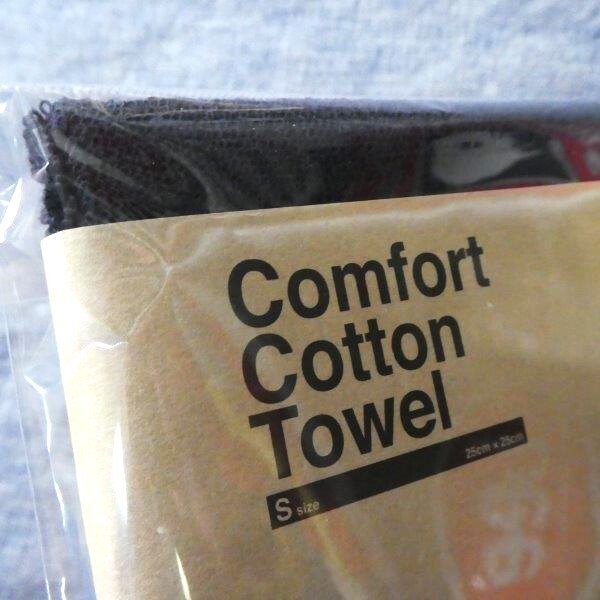 Comfort
Cotton
Towel
S size 25cm × 25cm